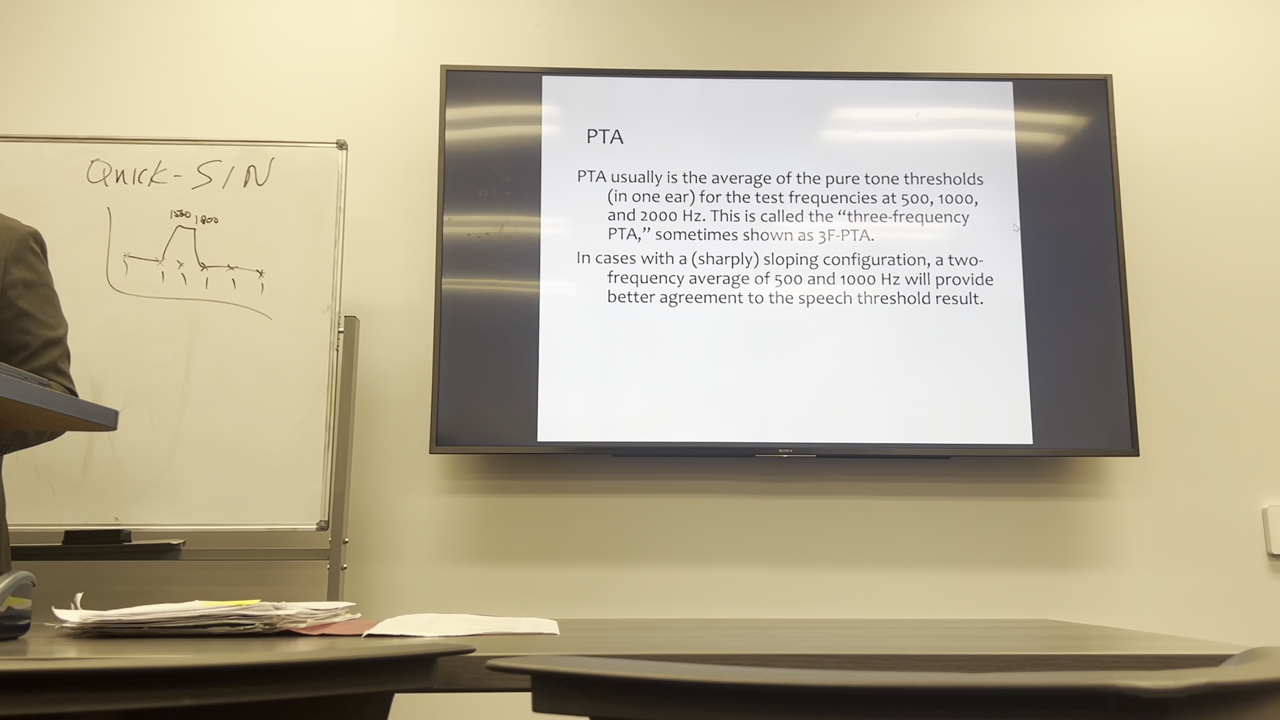 Quick-SIN
PTA
PTA usually is the average of the pure tone thresholds
(in one ear) for the test frequencies at 500, 1000,
and 2000 Hz. This is called the “three-frequency
PTA,” sometimes shown as 3F-PTA.
In cases with a (sharply) sloping configuration, a two-
frequency average of 500 and 1000 Hz will provide
better agreement to the speech threshold result.
SONY